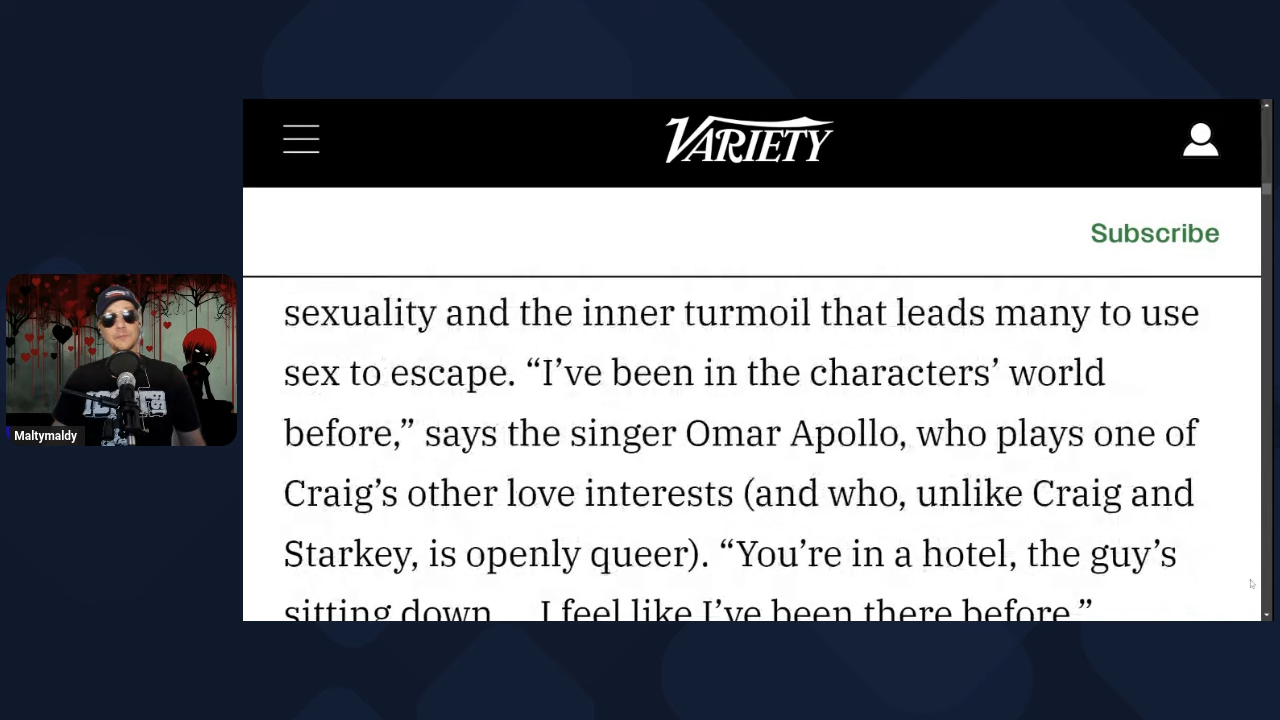 VARIETY
Subscribe
sexuality and the inner turmoil that leads many to use
sex to escape. “I’ve been in the characters’ world
before,” says the singer Omar Apollo, who plays one of
Craig’s other love interests (and who, unlike Craig and
Starkey, is openly queer). “You’re in a hotel, the guy’s
sitting down ... I feel like I’ve been there before.”
Maltymaldy